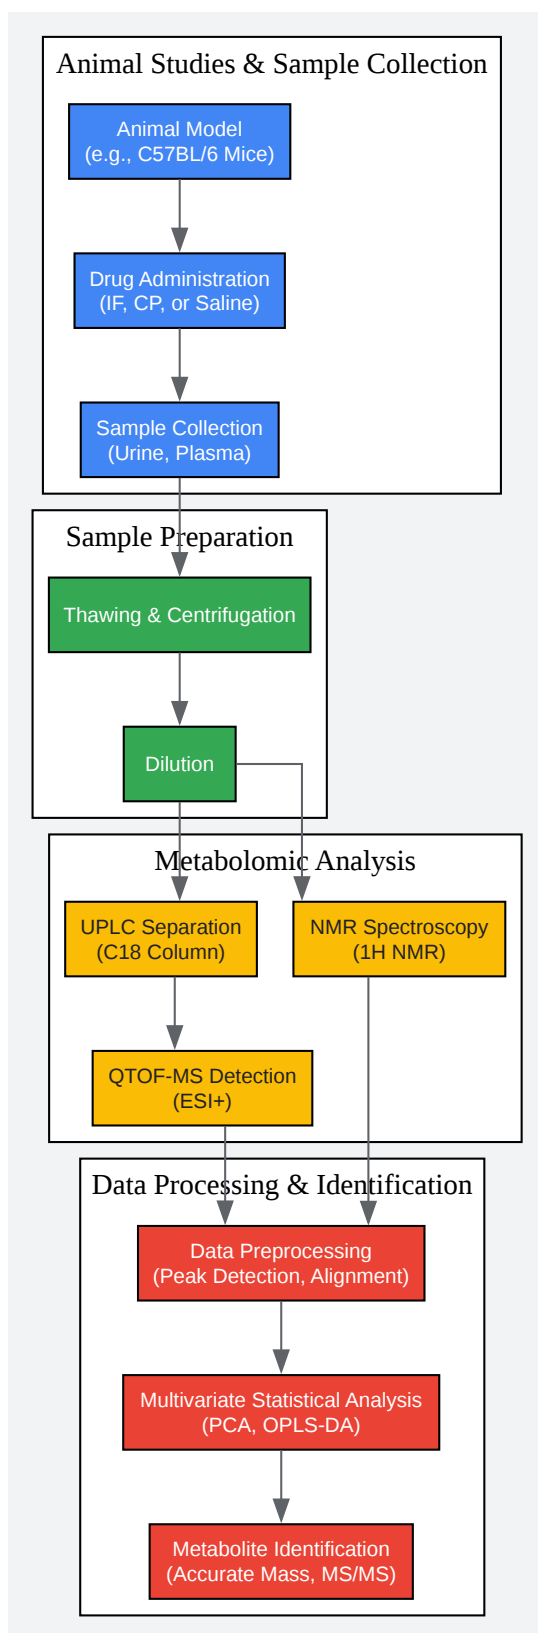 Animal Studies & Sample Collection
Animal Model
(e.g., C57BL/6 Mice)
Drug Administration
(IF, CP, or Saline)
Sample Collection
(Urine, Plasma)
Sample Preparation
Thawing & Centrifugation
Dilution
Metabolomic Analysis
UPLC Separation
(C18 Column)
NMR Spectroscopy
(1H NMR)
QTOF-MS Detection
(ESI+)
Data Processing & Identification
Data Preprocessing
(Peak Detection, Alignment)
Multivariate Statistical Analysis
(PCA, OPLS-DA)
Metabolite Identification
(Accurate Mass, MS/MS)